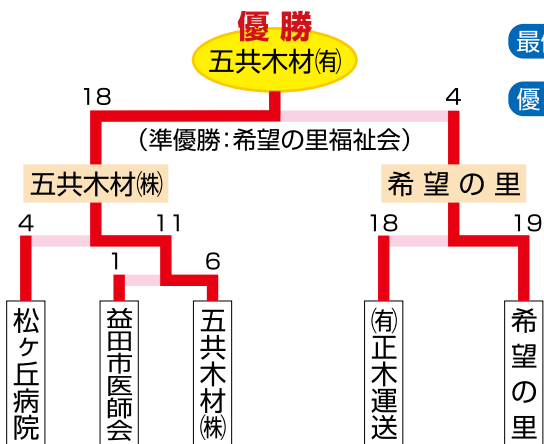 優勝
五共木材㈲
最
優
18
4
(準優勝:希望の里福祉会)
五共木材㈱
希望の里
4
11
18
19
1
6
松ヶ丘病院
益田市医師会
五共木材㈱
㈲正木運送
希望の里